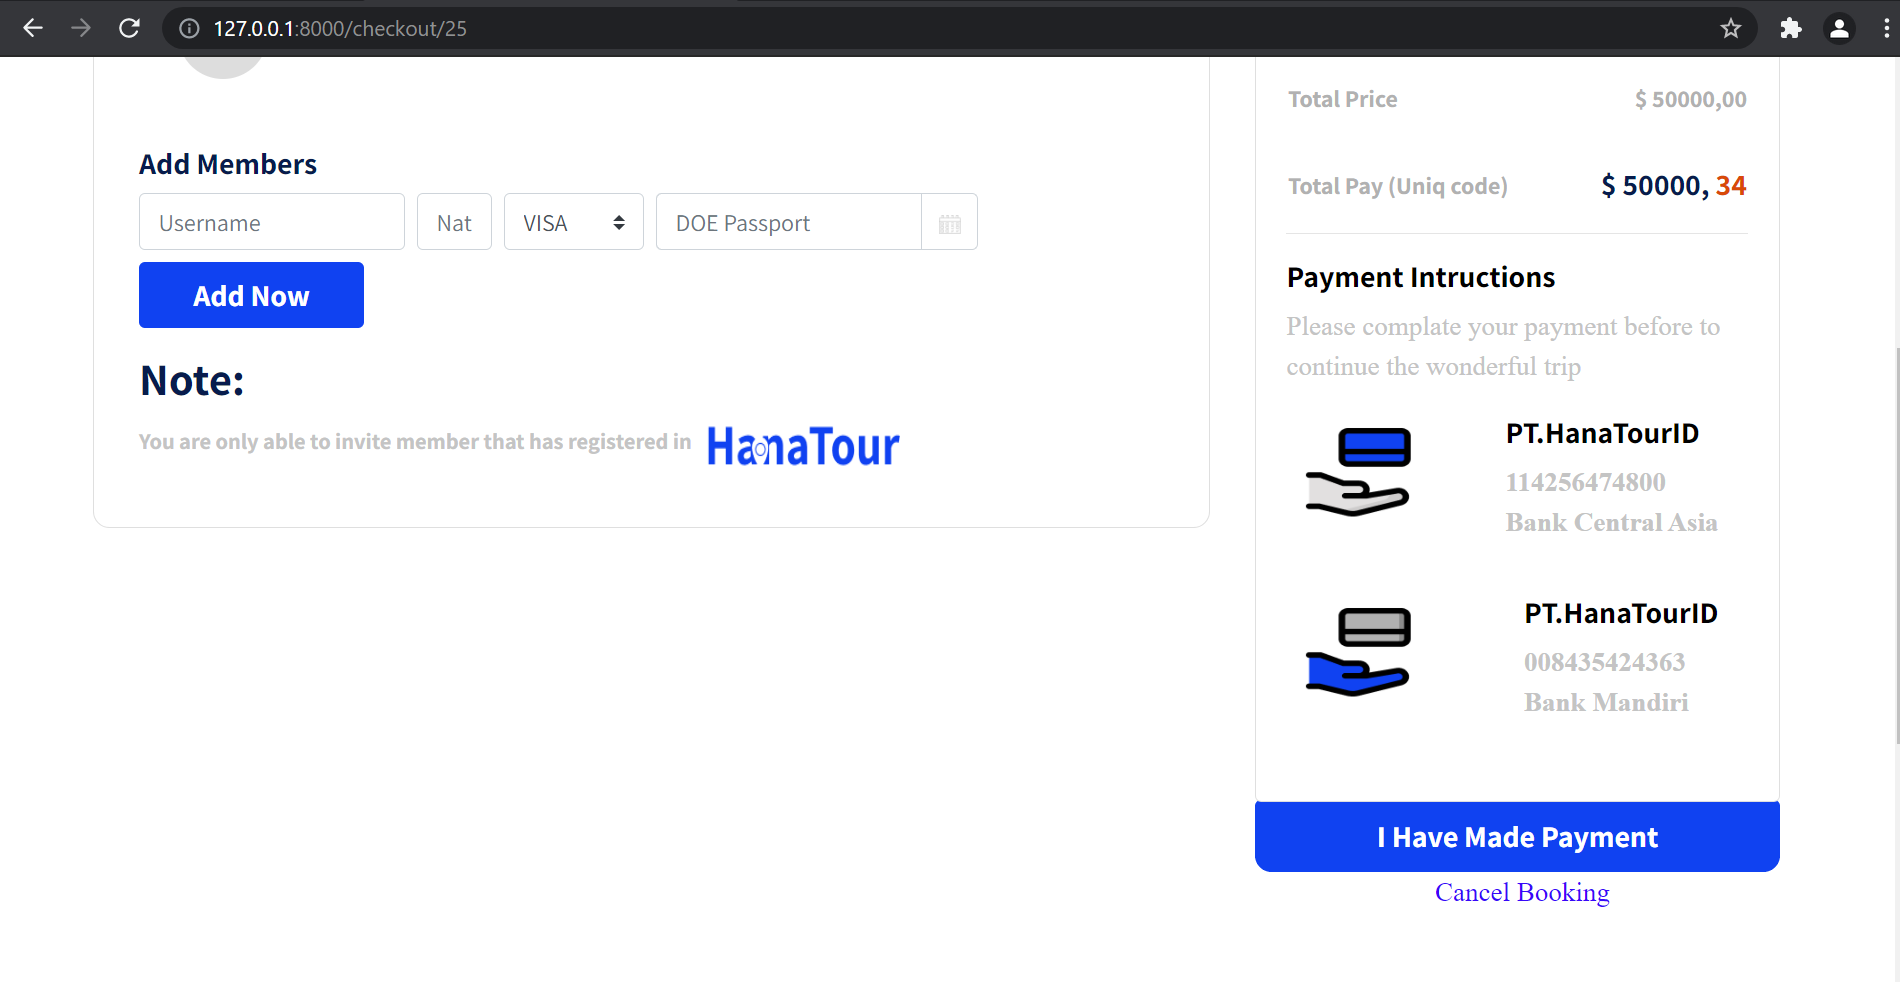 127.0.0.1:8000/checkout/25
Add Members
Username
Nat
VISA
DOE Passport
Add Now
Note:
You are only able to invite member that has registered in HanaTour
Total Price $ 50000,00
Total Pay (Uniq code) $ 50000, 34
Payment Intructions
Please complate your payment before to
continue the wonderful trip
PT.HanaTourID
114256474800
Bank Central Asia
PT.HanaTourID
008435424363
Bank Mandiri
I Have Made Payment
Cancel Booking